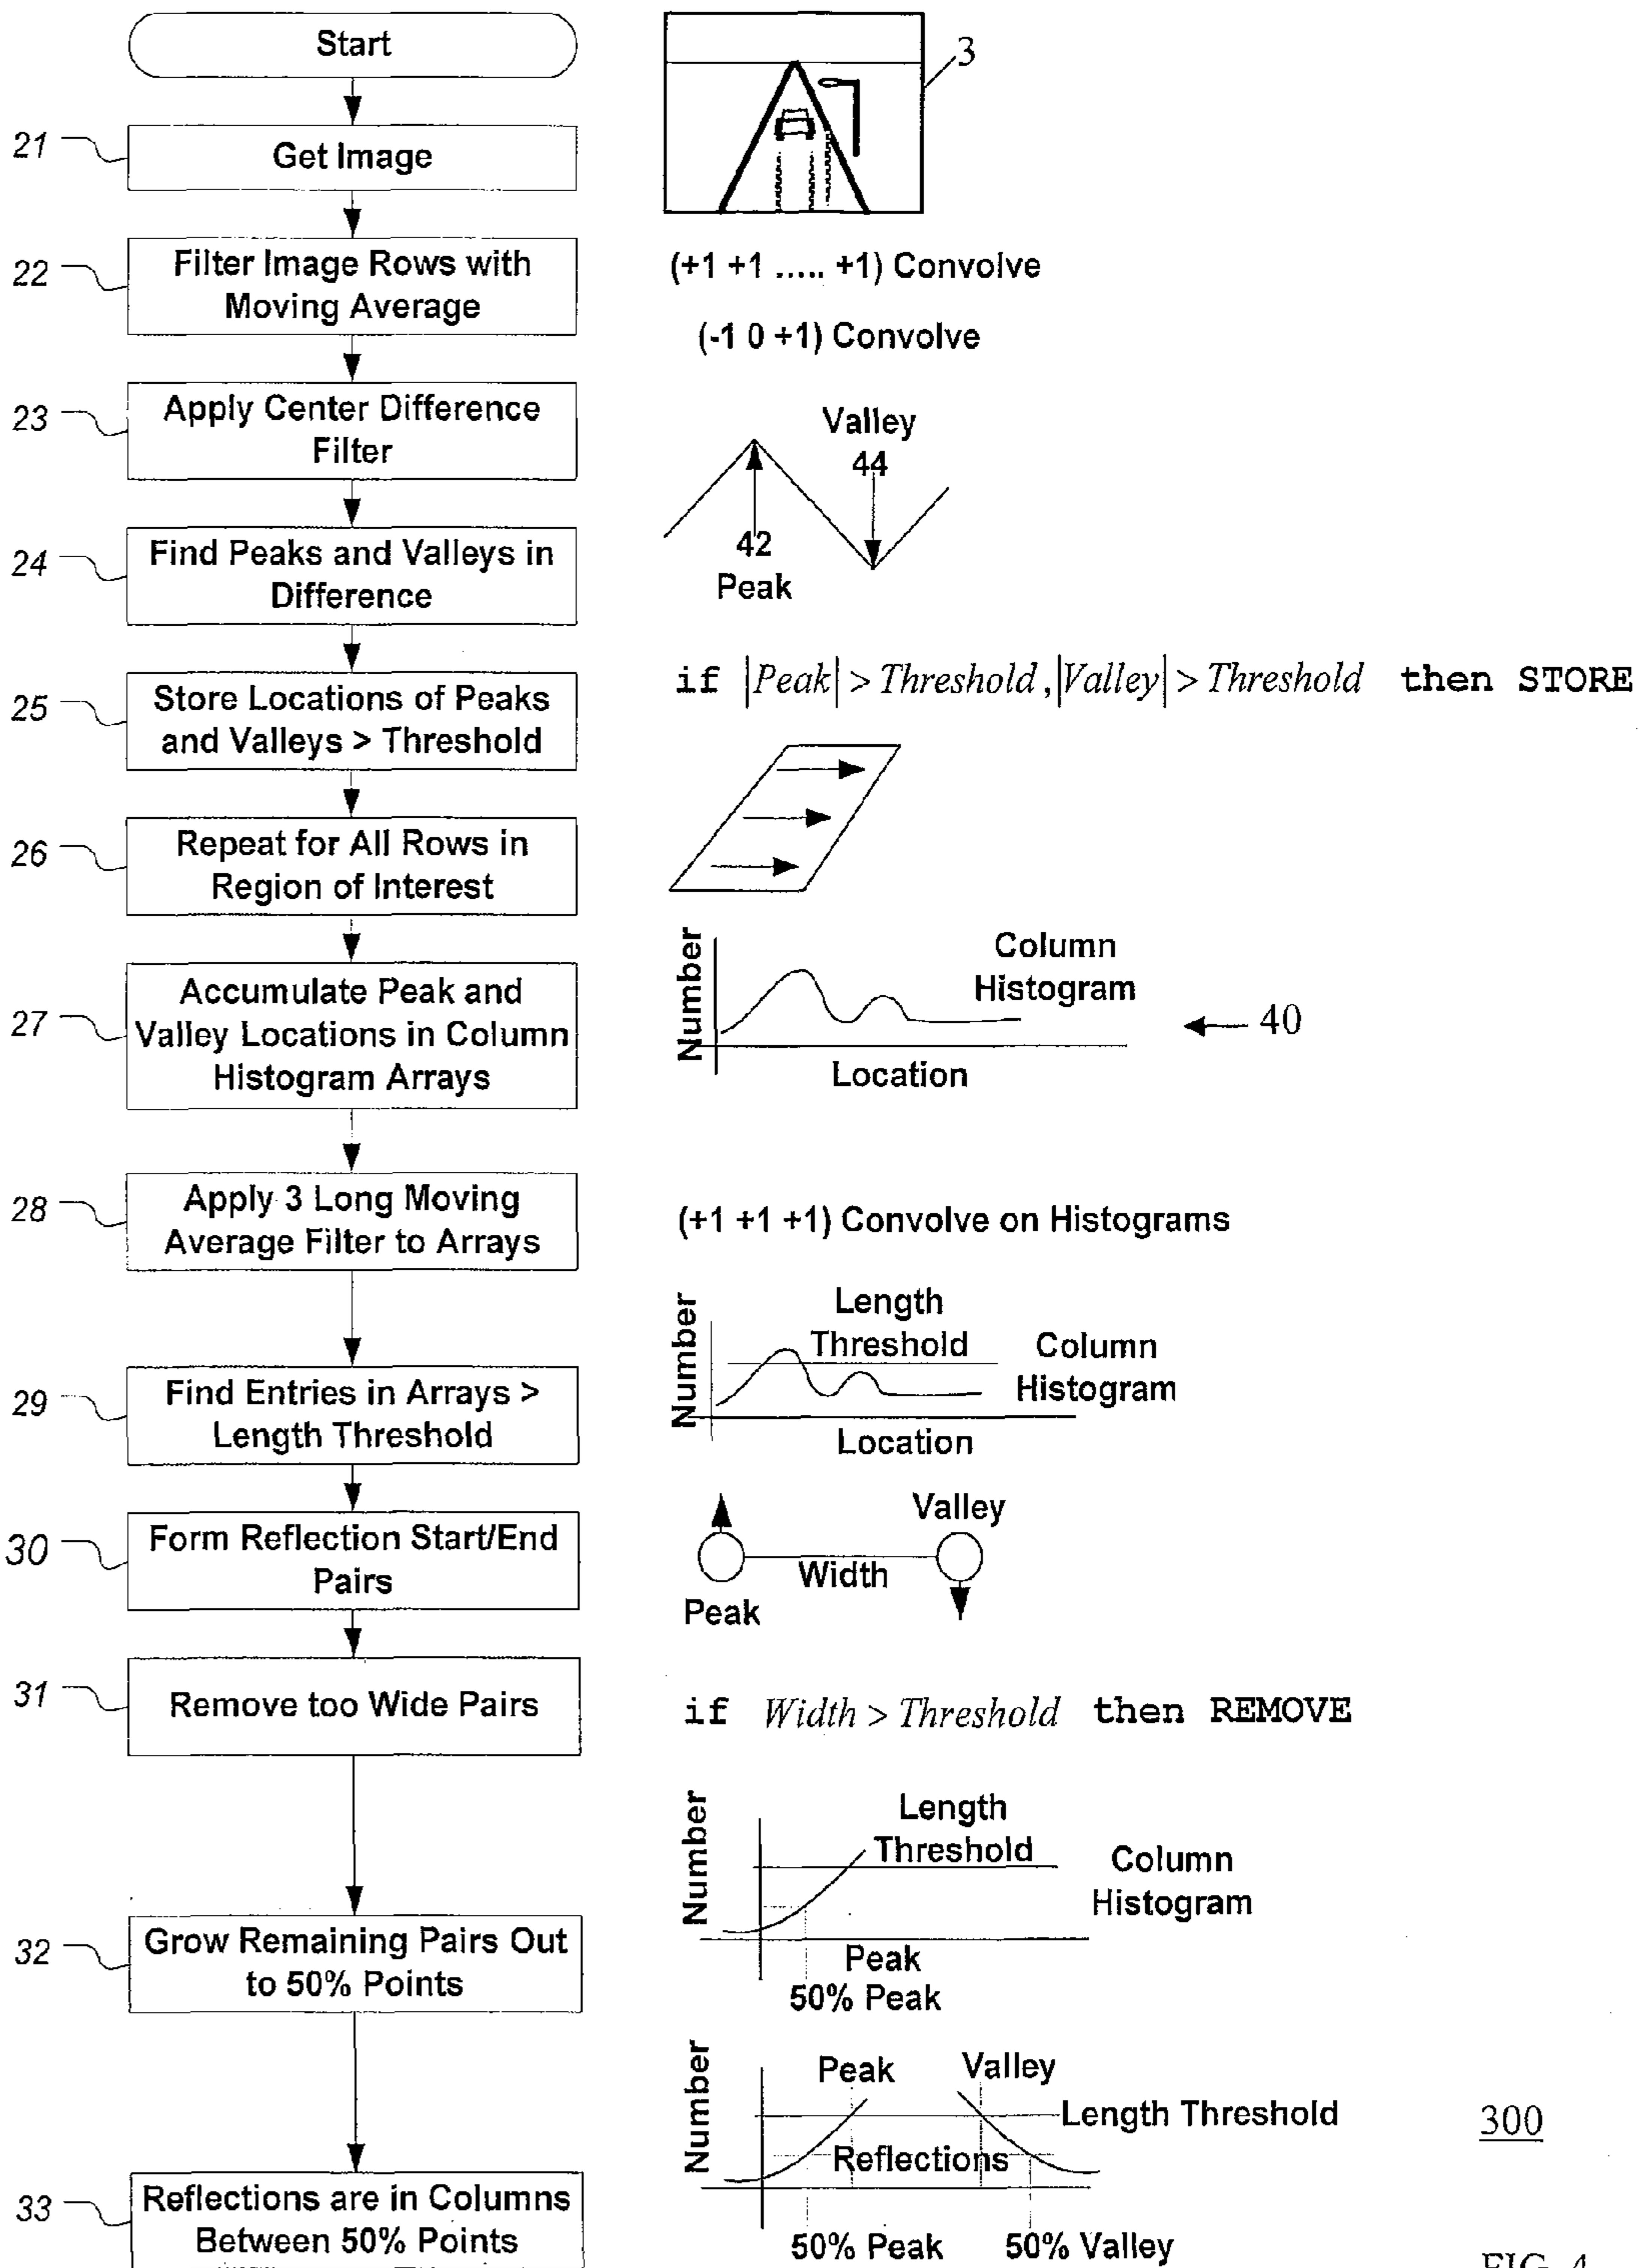 Start
3
21
Get Image
22
Filter Image Rows with
Moving Average
(+1 +1 ..... +1) Convolve
(-1 0 +1) Convolve
23
Apply Center Difference
Filter
Valley
44
42
Peak
24
Find Peaks and Valleys in
Difference
25
Store Locations of Peaks
and Valleys > Threshold
if |Peak| > Threshold, |Valley| > Threshold then STORE
26
Repeat for All Rows in
Region of Interest
27
Accumulate Peak and
Valley Locations in Column
Histogram Arrays
Number
Column
Histogram
Location
40
28
Apply 3 Long Moving
Average Filter to Arrays
(+1 +1 +1) Convolve on Histograms
29
Find Entries in Arrays >
Length Threshold
Number
Length
Threshold
Column
Histogram
Location
30
Form Reflection Start/End
Pairs
Valley
Width
Peak
31
Remove too Wide Pairs
if Width > Threshold then REMOVE
32
Grow Remaining Pairs Out
to 50% Points
Number
Length
Threshold
Column
Histogram
Peak
50% Peak
33
Reflections are in Columns
Between 50% Points
Number
Peak
Valley
Length Threshold
Reflections
50% Peak
50% Valley
300
FIG. 4